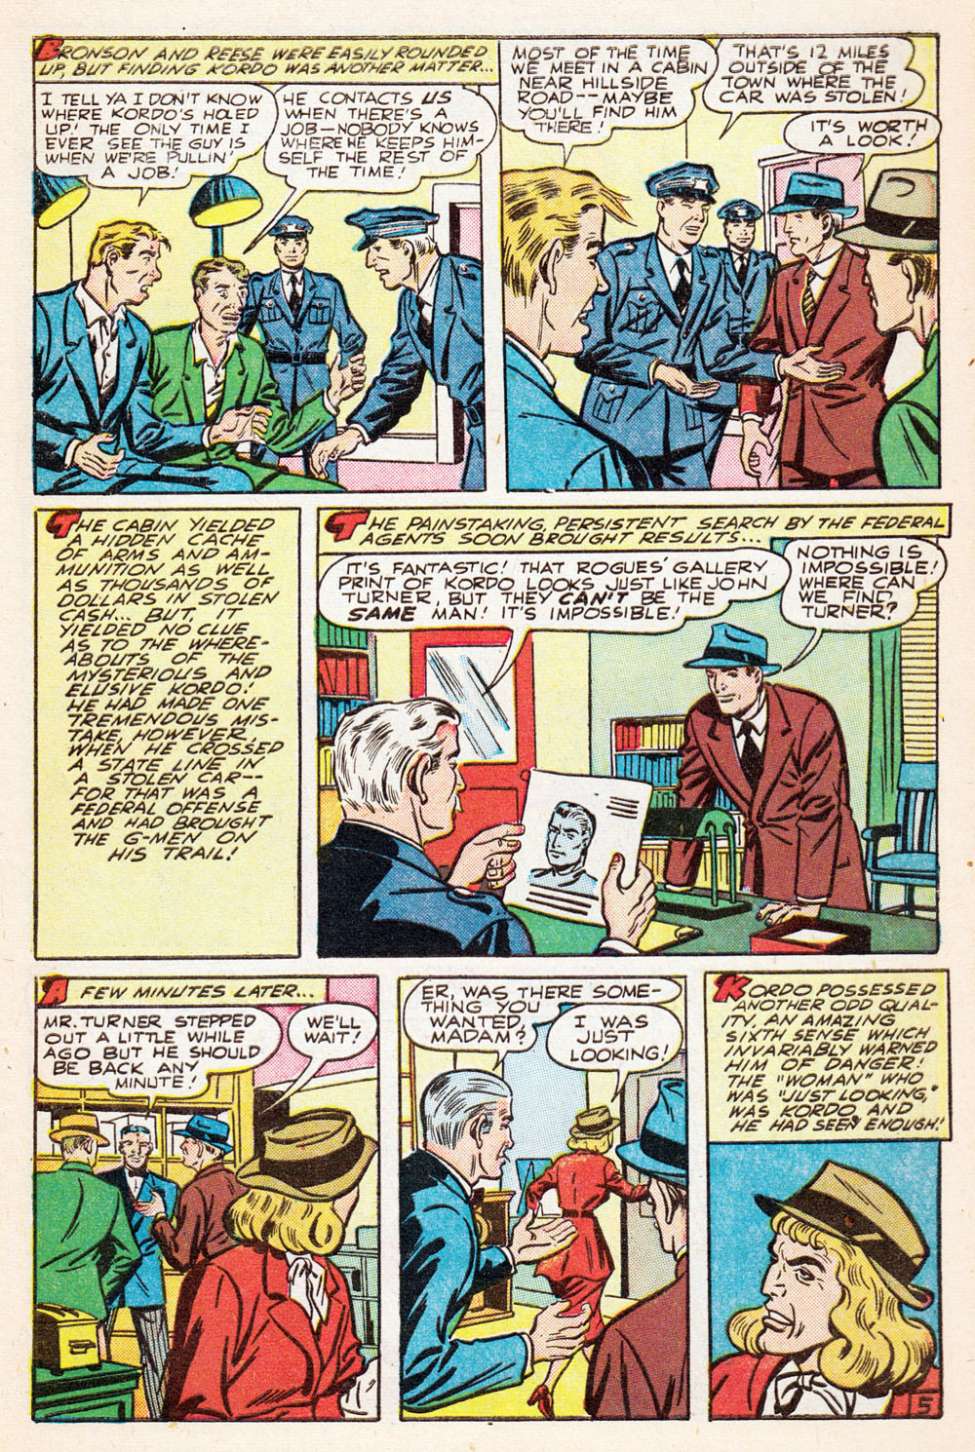 BRONSON AND REESE WERE EASILY ROUNDED
UP, BUT FINDING KORDO WAS ANOTHER MATTER...
I TELL YA I DON'T KNOW
WHERE KORDO'S HOLED
UP! THE ONLY TIME I
EVER SEE THE GUY IS
WHEN WE'RE PULLIN'
A JOB!
HE CONTACTS US
WHEN THERE'S A
JOB--NOBODY KNOWS
WHERE HE KEEPS HIM-
SELF THE REST OF
THE TIME!
MOST OF THE TIME
WE MEET IN A CABIN
NEAR HILLSIDE
ROAD--MAYBE
YOU'LL FIND HIM
THERE!
THAT'S 12 MILES
OUTSIDE OF THE
TOWN WHERE THE
CAR WAS STOLEN!
IT'S WORTH
A LOOK!
THE CABIN YIELDED
A HIDDEN CACHE
OF ARMS AND AM-
MUNITION AS WELL
AS THOUSANDS OF
DOLLARS IN STOLEN
CASH... BUT, IT
YIELDED NO CLUE
AS TO THE WHERE-
ABOUTS OF THE
MYSTERIOUS AND
ELUSIVE KORDO!
HE HAD MADE ONE
TREMENDOUS MIS-
TAKE, HOWEVER,
WHEN HE CROSSED
A STATE LINE IN
A STOLEN CAR--
FOR THAT WAS A
FEDERAL OFFENSE
AND HAD BROUGHT
THE G-MEN ON
HIS TRAIL!
THE PAINSTAKING, PERSISTENT SEARCH BY THE FEDERAL
AGENTS SOON BROUGHT RESULTS...
IT'S FANTASTIC! THAT ROGUES' GALLERY
PRINT OF KORDO LOOKS JUST LIKE JOHN
TURNER, BUT THEY CAN'T BE THE
SAME MAN! IT'S IMPOSSIBLE!
NOTHING IS
IMPOSSIBLE!
WHERE CAN
WE FIND
TURNER?
A FEW MINUTES LATER...
MR. TURNER STEPPED
OUT A LITTLE WHILE
AGO BUT HE SHOULD
BE BACK ANY
MINUTE!
WE'LL
WAIT!
ER, WAS THERE SOME-
THING YOU
WANTED,
MADAM?
I WAS
JUST
LOOKING!
KORDO POSSESSED
ANOTHER ODD QUAL-
ITY. AN AMAZING
SIXTH SENSE WHICH
INVARIABLY WARNED
HIM OF DANGER!
THE "WOMAN" WHO
WAS "JUST LOOKING,"
WAS KORDO, AND
HE HAD SEEN ENOUGH!
5